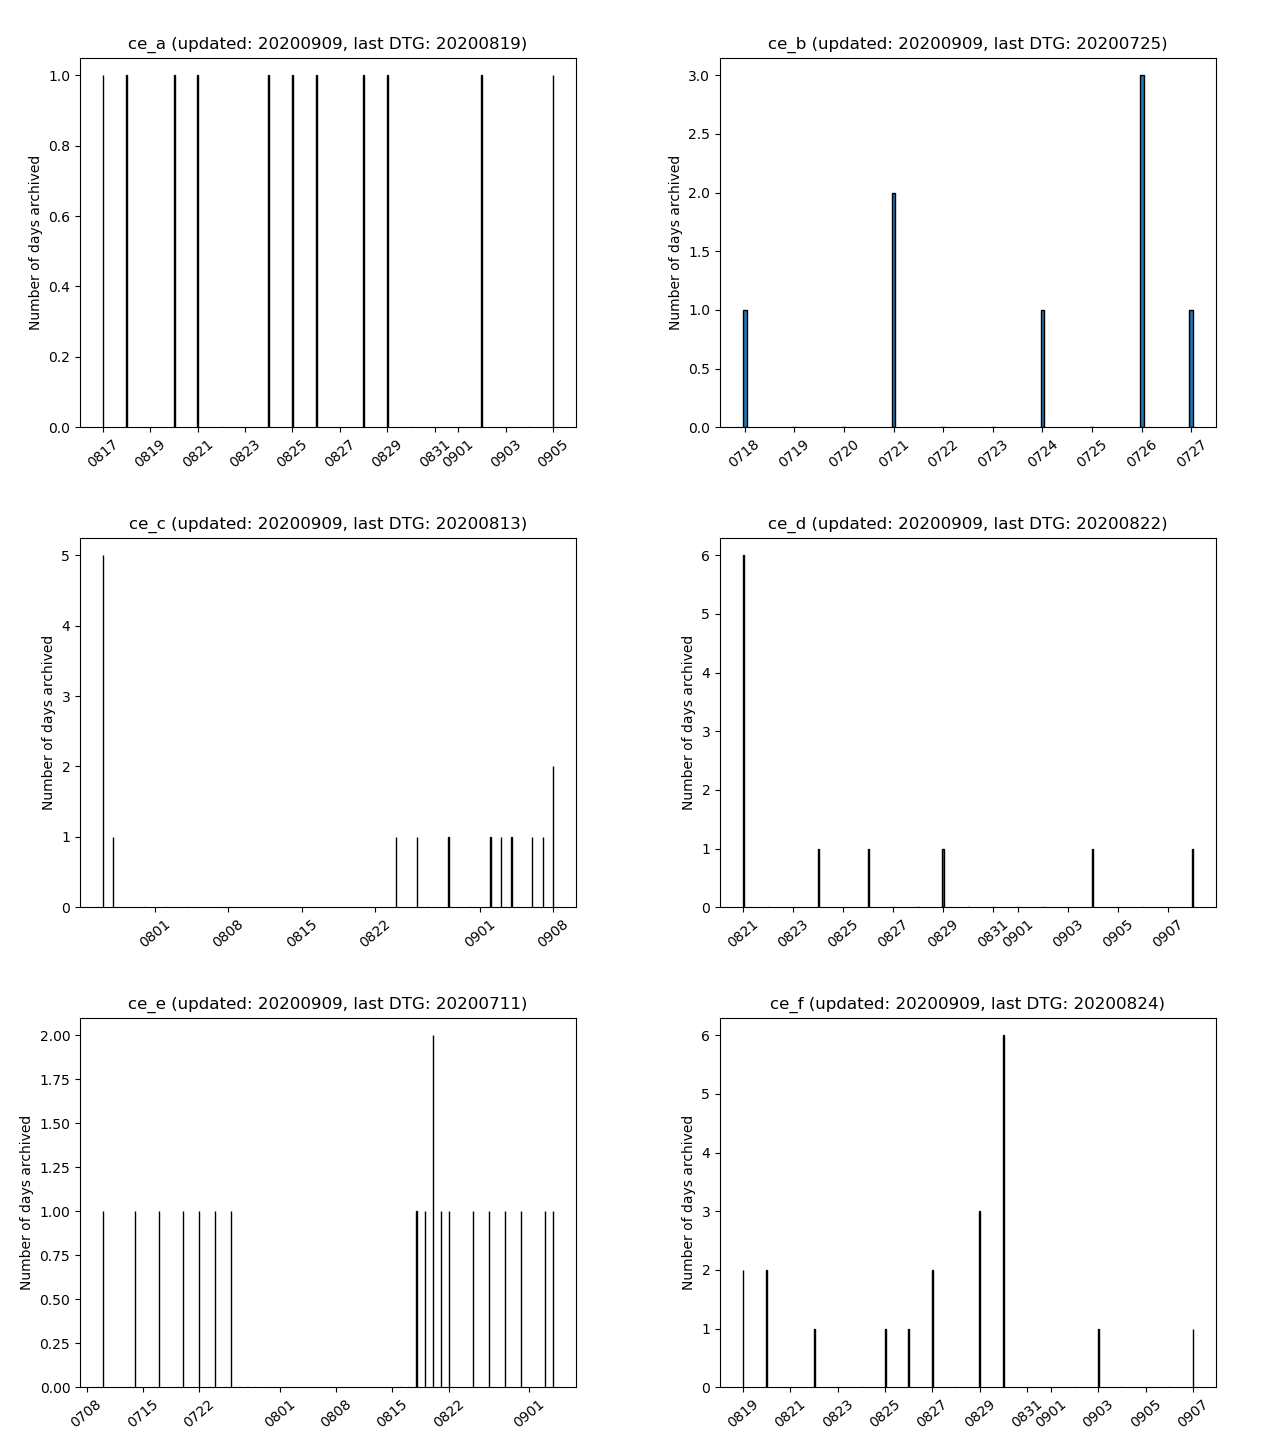 ce_a (updated: 20200909, last DTG: 20200819)
Number of days archived
1.0
0.8
0.6
0.4
0.2
0.0
0817 0819 0821 0823 0825 0827 0829 0831 0901 0903 0905
ce_b (updated: 20200909, last DTG: 20200725)
Number of days archived
3.0
2.5
2.0
1.5
1.0
0.5
0.0
0718 0719 0720 0721 0722 0723 0724 0725 0726 0727
ce_c (updated: 20200909, last DTG: 20200813)
Number of days archived
5
4
3
2
1
0
0801 0808 0815 0822 0901 0908
ce_d (updated: 20200909, last DTG: 20200822)
Number of days archived
6
5
4
3
2
1
0
0821 0823 0825 0827 0829 0831 0901 0903 0905 0907
ce_e (updated: 20200909, last DTG: 20200711)
Number of days archived
2.00
1.75
1.50
1.25
1.00
0.75
0.50
0.25
0.00
0708 0715 0722 0801 0808 0815 0822 0901
ce_f (updated: 20200909, last DTG: 20200824)
Number of days archived
6
5
4
3
2
1
0
0819 0821 0823 0825 0827 0829 0831 0901 0903 0905 0907